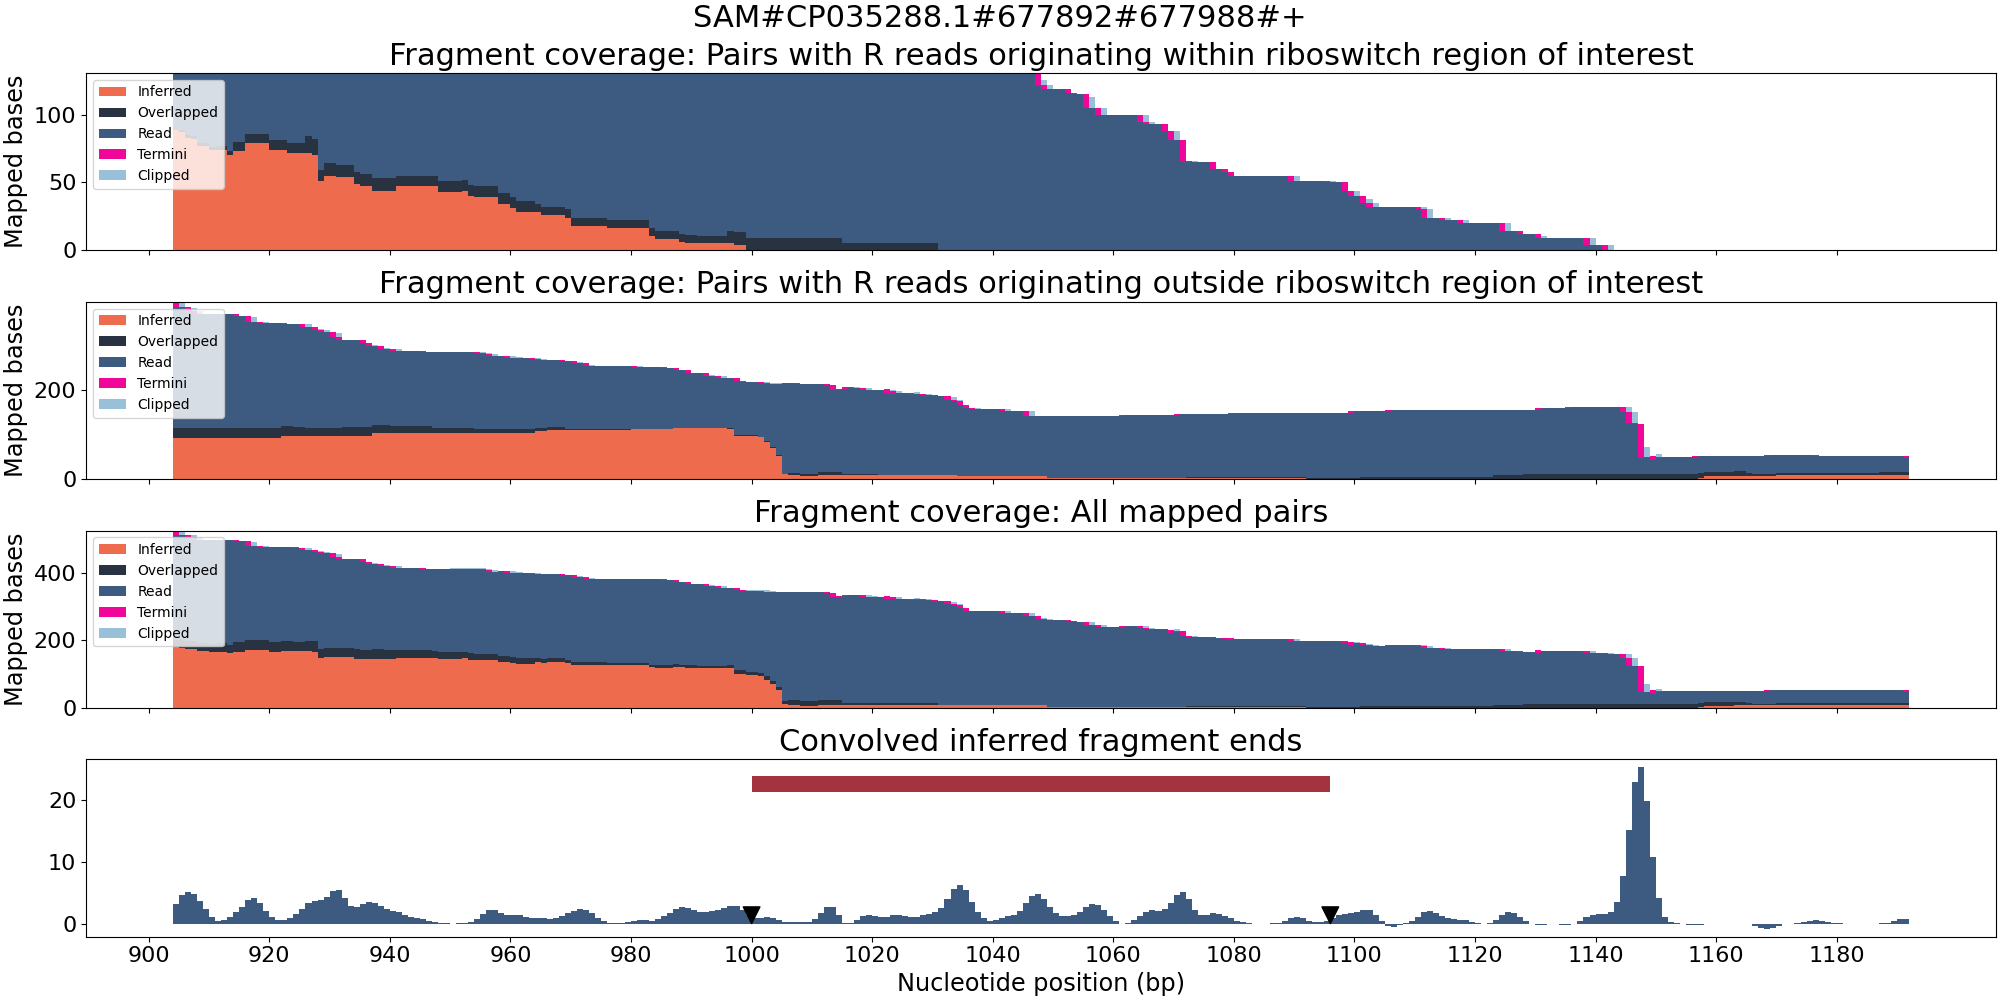 SAM#CP035288.1#677892#677988#+
Fragment coverage: Pairs with R reads originating within riboswitch region of interest
Mapped bases
100
50
0
Inferred
Overlapped
Read
Termini
Clipped
Fragment coverage: Pairs with R reads originating outside riboswitch region of interest
Mapped bases
200
0
Inferred
Overlapped
Read
Termini
Clipped
Fragment coverage: All mapped pairs
Mapped bases
400
200
0
Inferred
Overlapped
Read
Termini
Clipped
Convolved inferred fragment ends
20
10
0
900 920 940 960 980 1000 1020 1040 1060 1080 1100 1120 1140 1160 1180
Nucleotide position (bp)